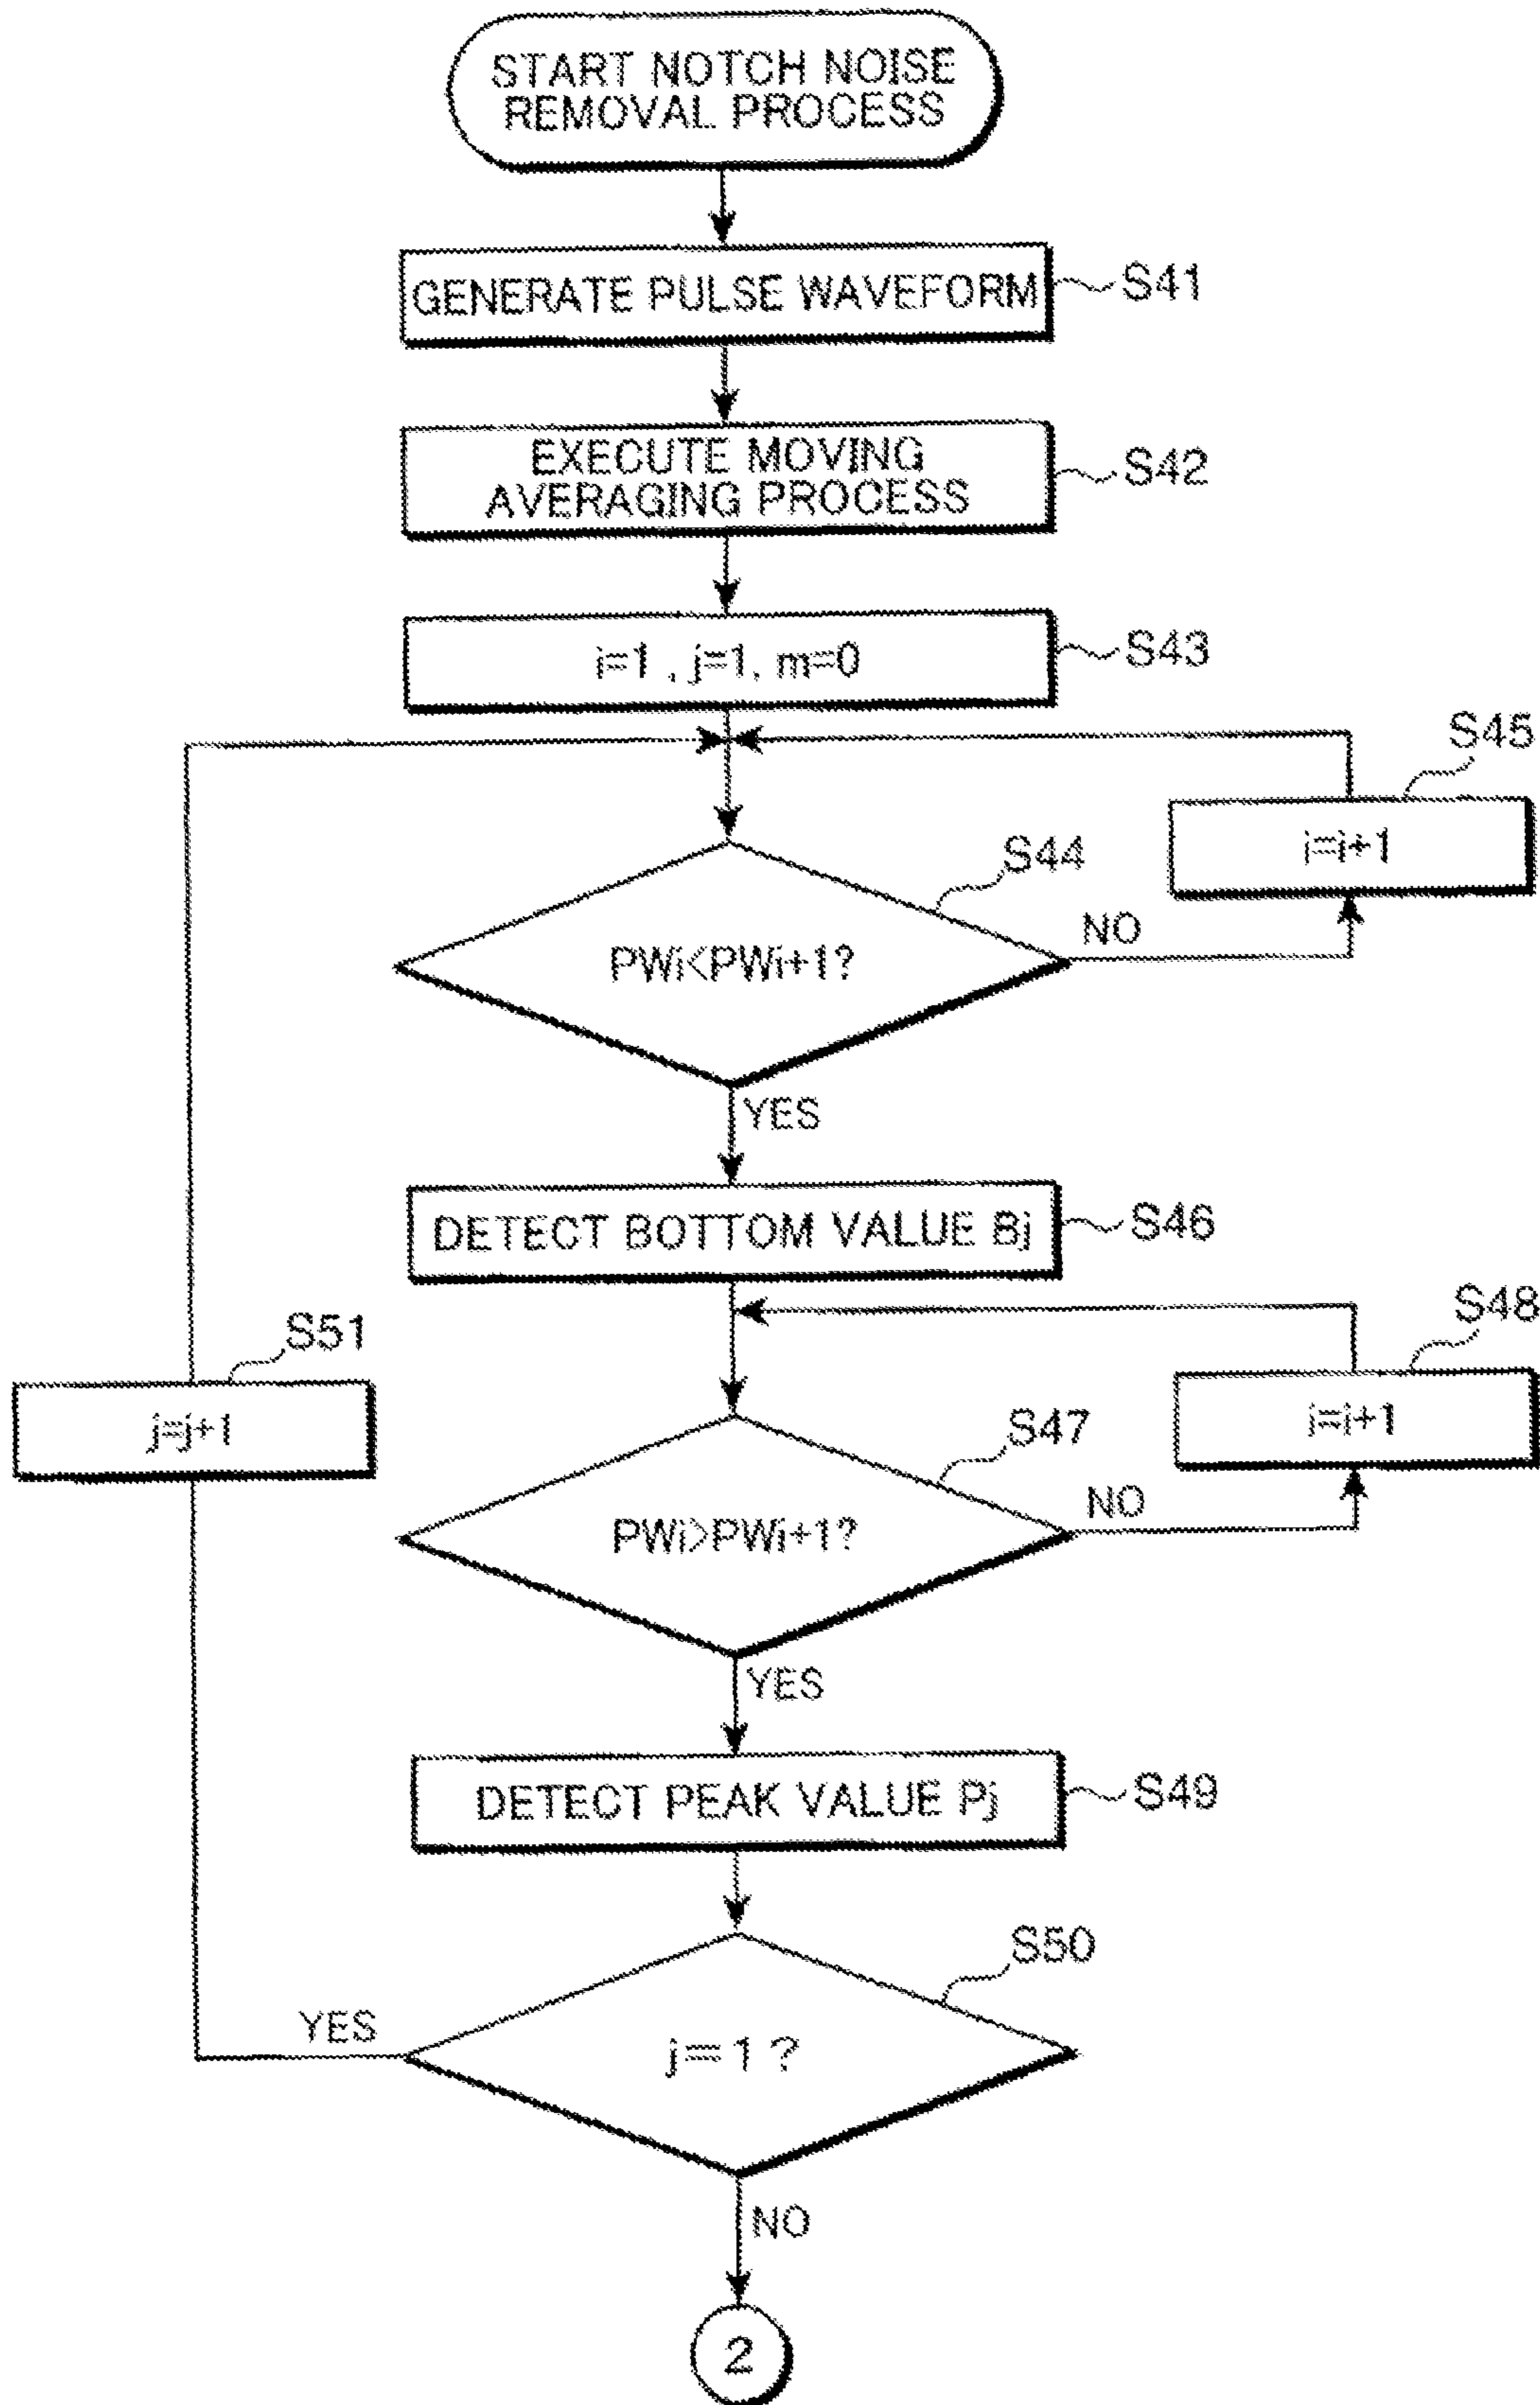 START NOTCH NOISE
REMOVAL PROCESS
GENERATE PULSE WAVEFORM
S41
EXECUTE MOVING
AVERAGING PROCESS
S42
i=1 , j=1, m=0
S43
S45
i=i+1
S44
PWi<PWi+1?
NO
YES
DETECT BOTTOM VALUE Bj
S46
S48
i=i+1
S51
j=j+1
S47
PWi>PWi+1?
NO
YES
DETECT PEAK VALUE Pj
S49
S50
j=1?
YES
NO
2